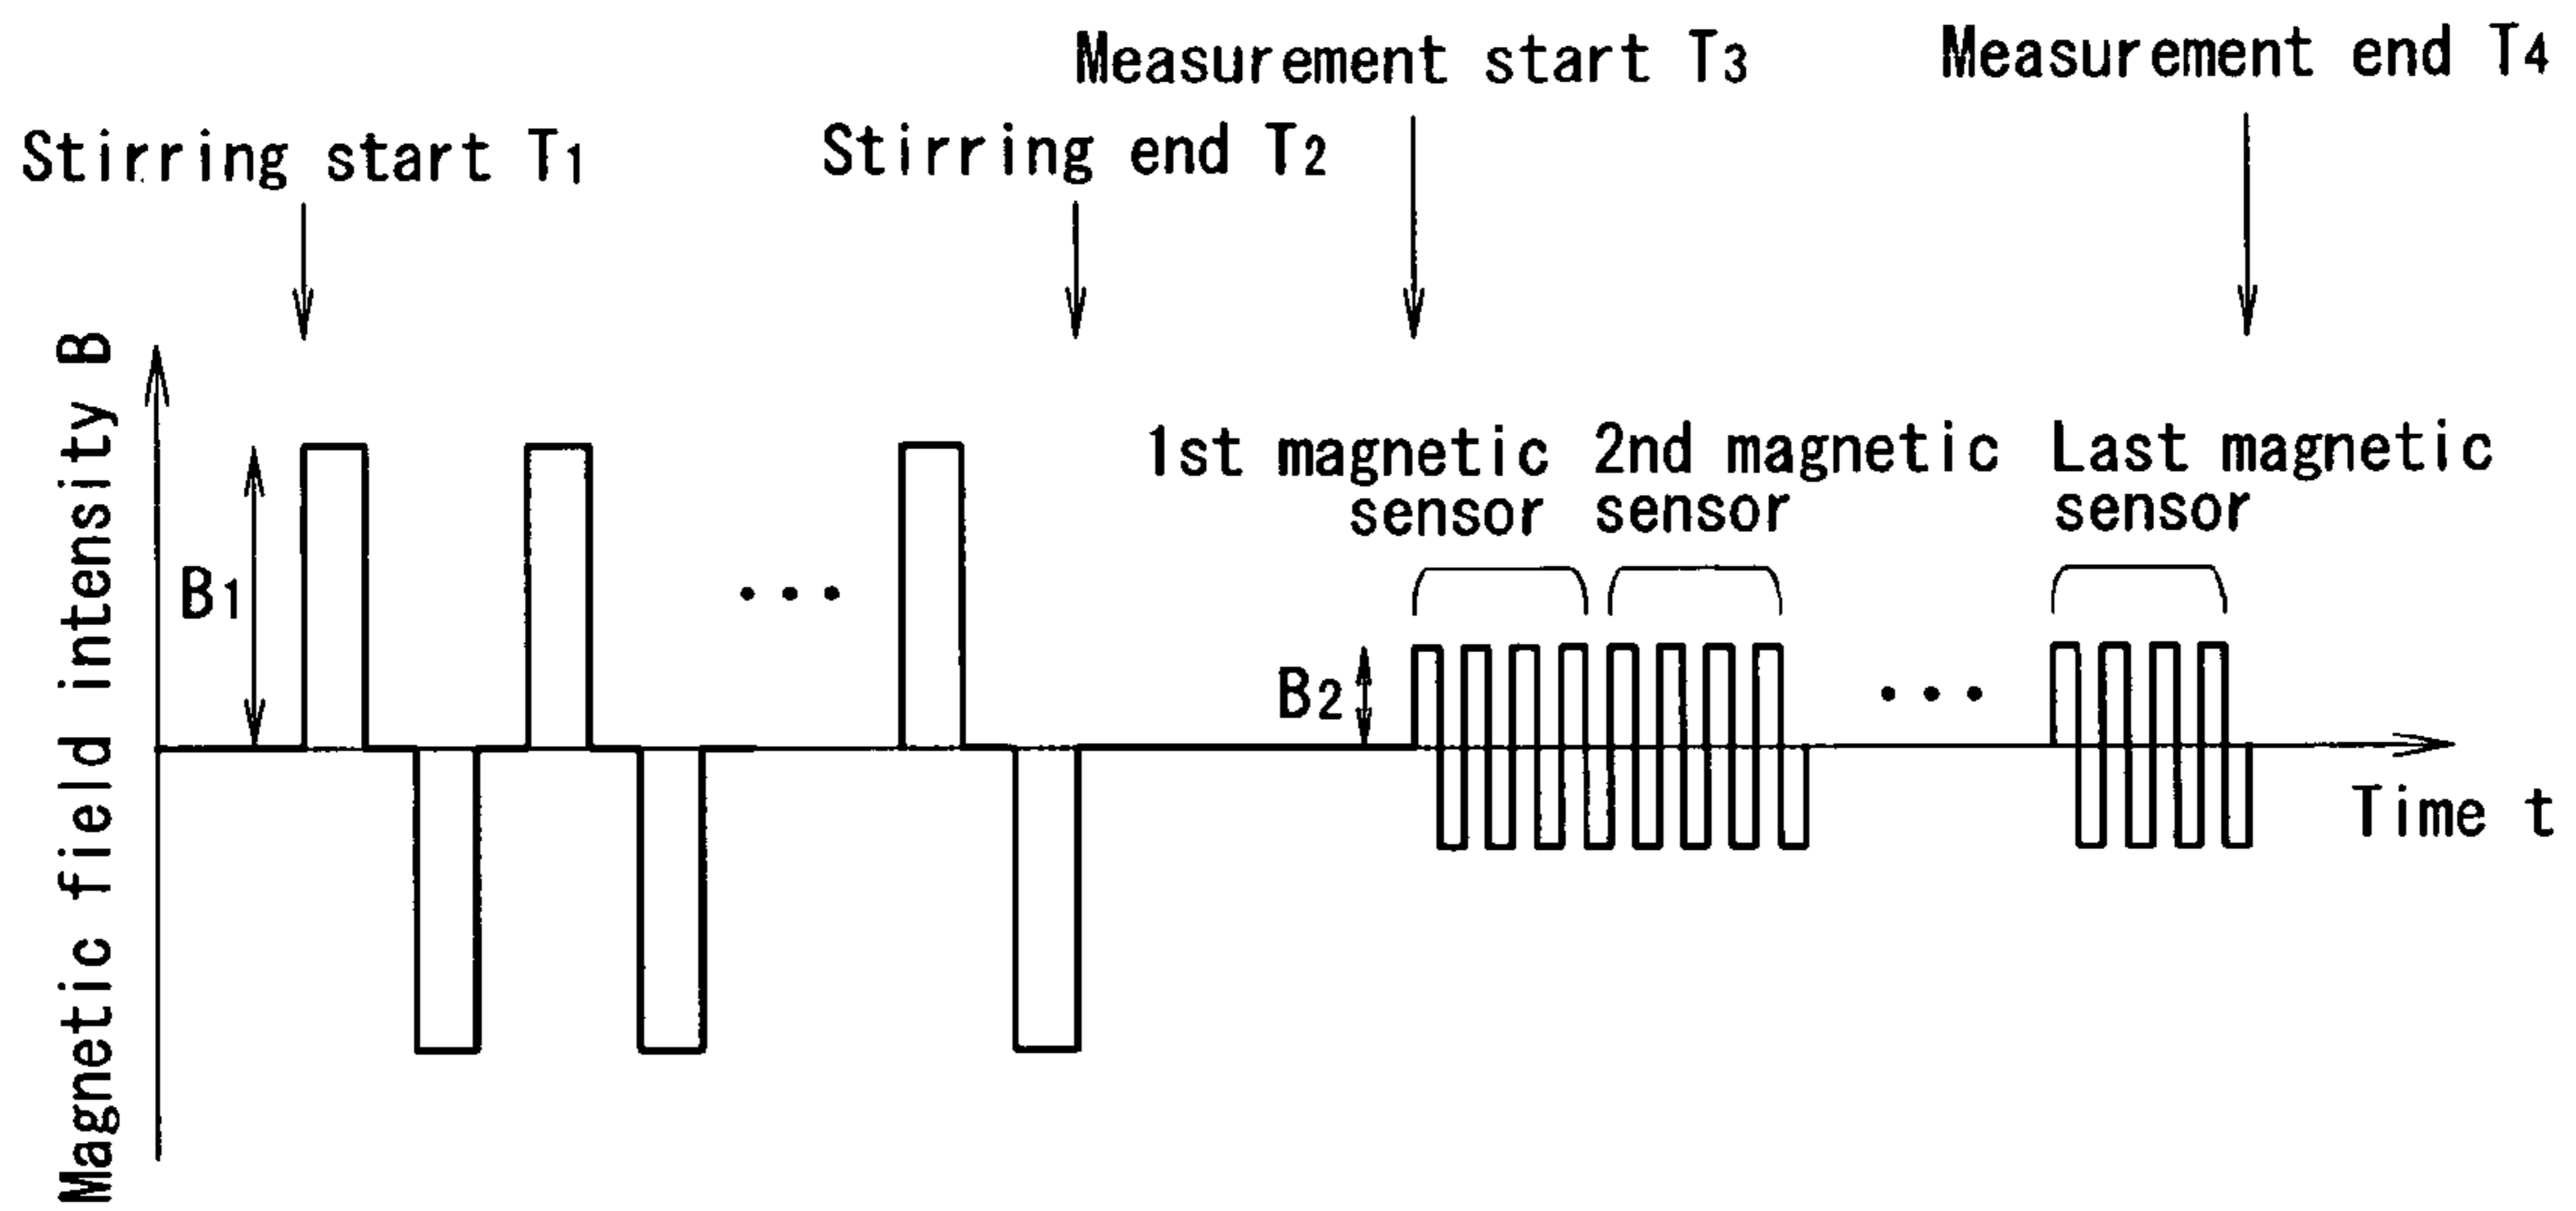 Measurement start T3
Measurement end T4
Stirring start T1
Stirring end T2
Magnetic field intensity B
1st magnetic sensor
2nd magnetic sensor
Last magnetic sensor
B1
B2
Time t